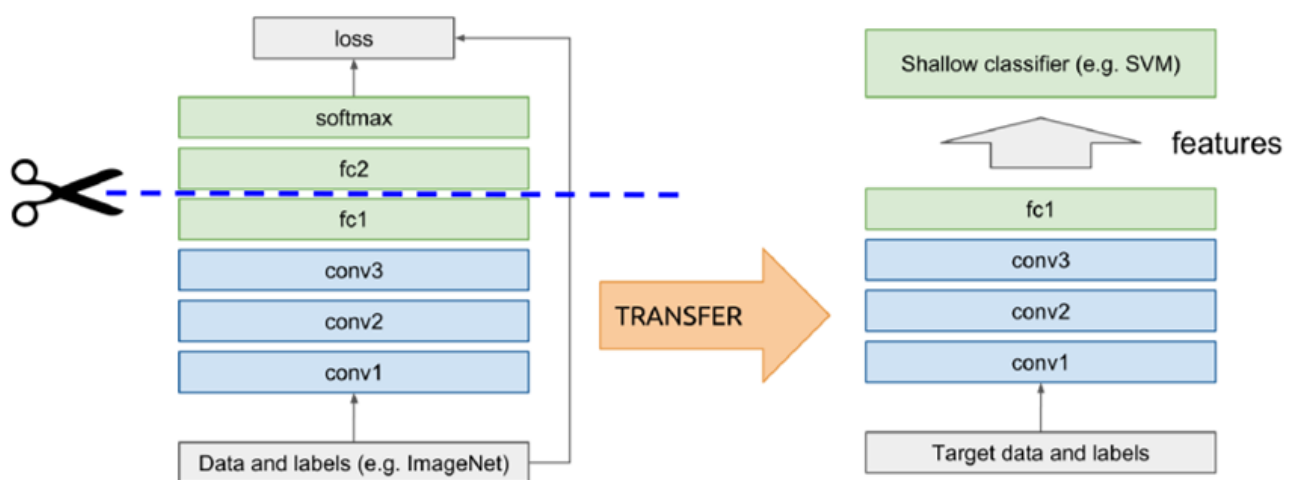 loss
softmax
fc2
fc1
conv3
conv2
conv1
Data and labels (e.g. ImageNet)
TRANSFER
Shallow classifier (e.g. SVM)
features
fc1
conv3
conv2
conv1
Target data and labels